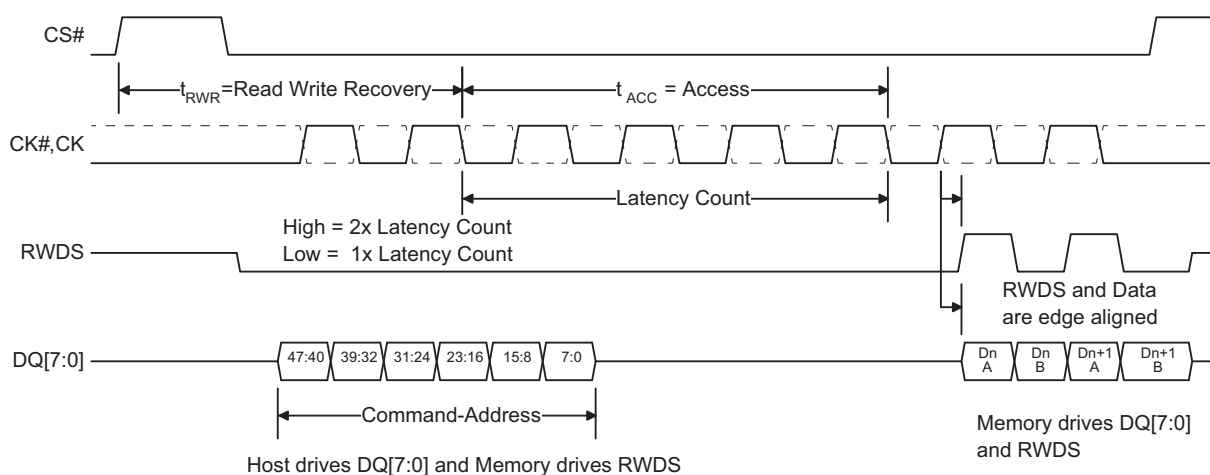 CS#
tRWR=Read Write Recovery
tACC = Access
CK#,CK
Latency Count
High = 2x Latency Count
Low = 1x Latency Count
RWDS
RWDS and Data
are edge aligned
DQ[7:0]
47:40 39:32 31:24 23:16 15:8 7:0
Dn A
Dn B
Dn+1 A
Dn+1 B
Command-Address
Memory drives DQ[7:0]
and RWDS
Host drives DQ[7:0] and Memory drives RWDS